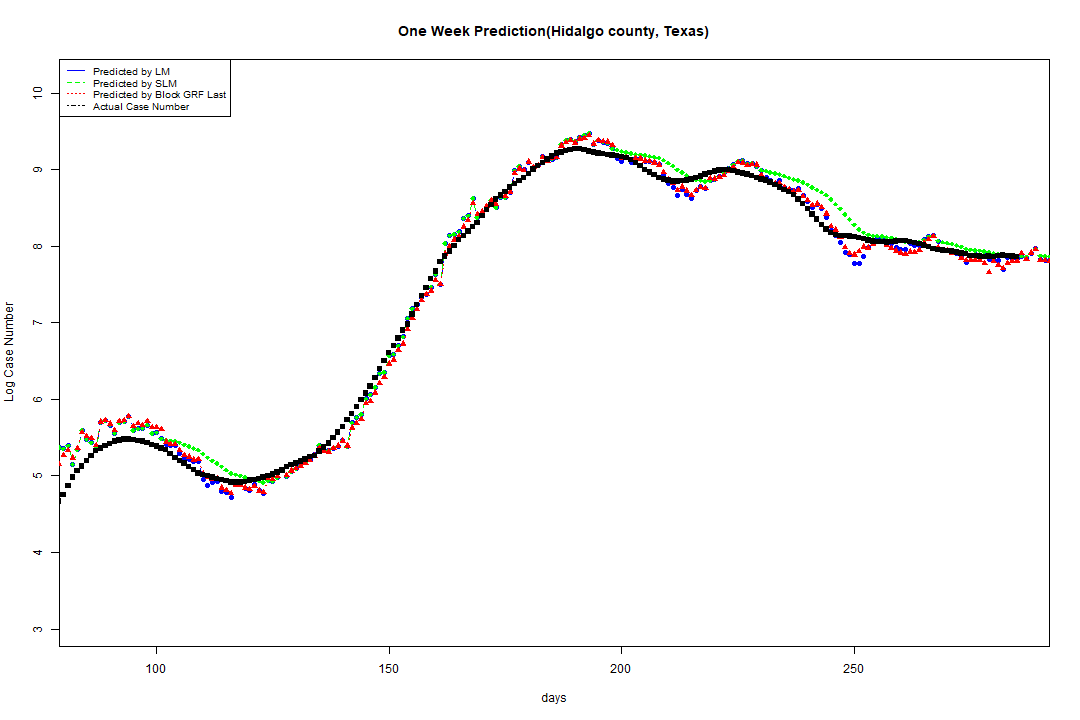 One Week Prediction(Hidalgo county, Texas)
Predicted by LM
Predicted by SLM
Predicted by Block GRF Last
Actual Case Number
10
9
8
7
6
5
4
3
Log Case Number
100 150 200 250
days